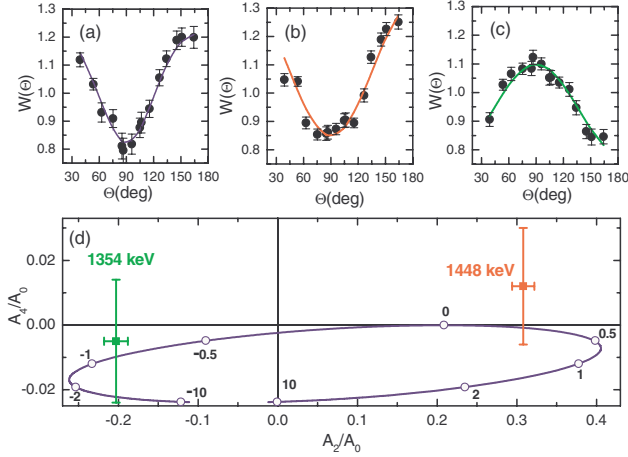 (a)
(b)
(c)
1.3
1.2
1.1
1.0
0.9
0.8
W(Θ)
30 60 90 120 150 180
Θ(deg)
1.2
1.1
1.0
0.9
0.8
W(Θ)
30 60 90 120 150 180
Θ(deg)
1.3
1.2
1.1
1.0
0.9
0.8
W(Θ)
30 60 90 120 150 180
Θ(deg)
(d)
1354 keV
1448 keV
0.02
0.00
-0.02
A4/A0
0
0.5
-0.5
-1
1
-2
-10
10
2
-0.2 -0.1 0.0 0.1 0.2 0.3 0.4
A2/A0